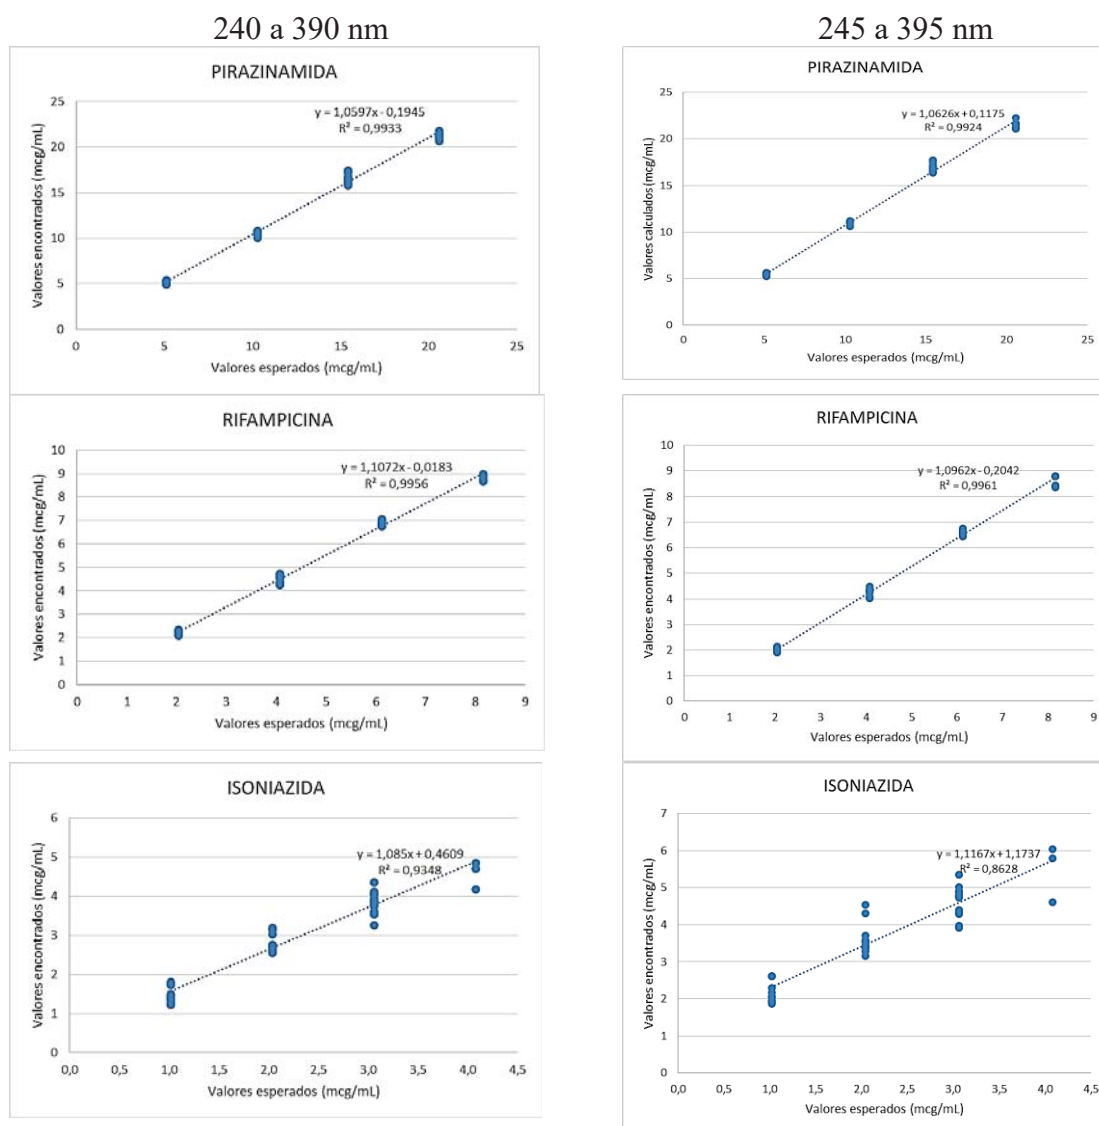 240 a 390 nm
245 a 395 nm
PIRAZINAMIDA
y = 1,0597x - 0,1945
R² = 0,9933
Valores encontrados (mcg/mL)
25
20
15
10
5
0
0 5 10 15 20 25
Valores esperados (mcg/mL)
PIRAZINAMIDA
y = 1,0626x + 0,1175
R² = 0,9924
Valores calculados (mcg/mL)
25
20
15
10
5
0
0 5 10 15 20 25
Valores esperados (mcg/mL)
RIFAMPICINA
y = 1,1072x - 0,0183
R² = 0,9956
Valores encontrados (mcg/mL)
10
9
8
7
6
5
4
3
2
1
0
0 1 2 3 4 5 6 7 8 9
Valores esperados (mcg/mL)
RIFAMPICINA
y = 1,0962x - 0,2042
R² = 0,9961
Valores encontrados (mcg/mL)
10
9
8
7
6
5
4
3
2
1
0
0 1 2 3 4 5 6 7 8 9
Valores esperados (mcg/mL)
ISONIAZIDA
y = 1,085x + 0,4609
R² = 0,9348
Valores encontrados (mcg/mL)
6
5
4
3
2
1
0
0,0 0,5 1,0 1,5 2,0 2,5 3,0 3,5 4,0 4,5
Valores esperados (mcg/mL)
ISONIAZIDA
y = 1,1167x + 1,1737
R² = 0,8628
Valores encontrados (mcg/mL)
7
6
5
4
3
2
1
0
0,0 0,5 1,0 1,5 2,0 2,5 3,0 3,5 4,0 4,5
Valores esperados (mcg/mL)